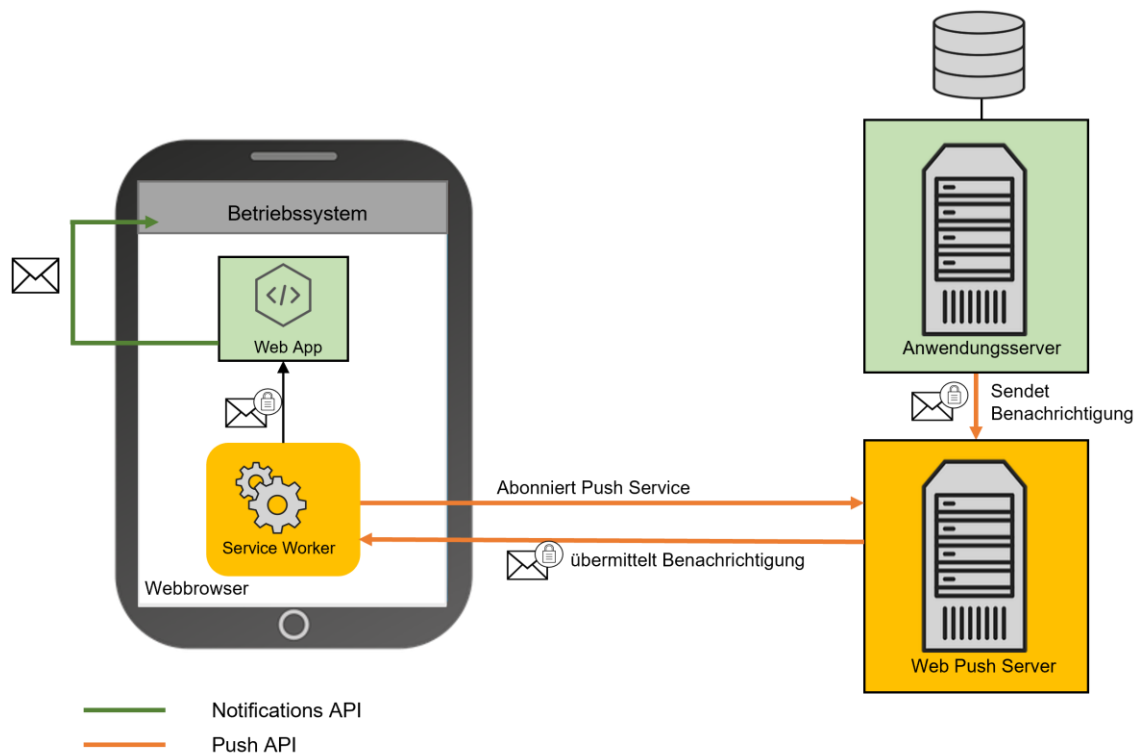 Betriebssystem
</>
Web App
Anwendungsserver
Sendet
Benachrichtigung
Abonniert Push Service
Service Worker
übermittelt Benachrichtigung
Webbrowser
Web Push Server
Notifications API
Push API